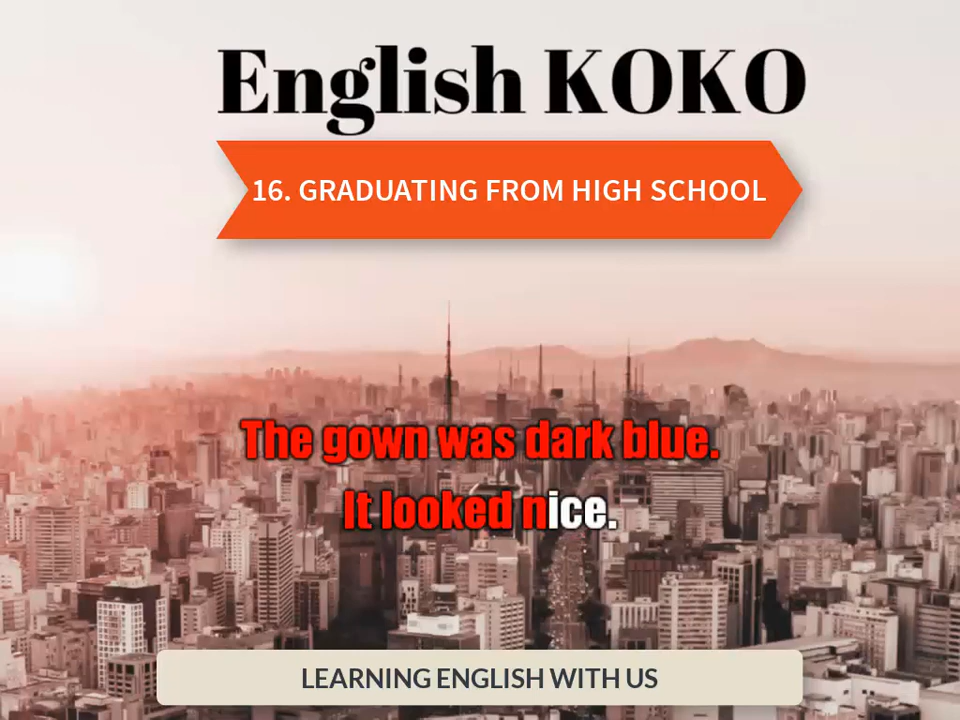 English KOKO
16. GRADUATING FROM HIGH SCHOOL
The gown was dark blue.
It looked nice.
LEARNING ENGLISH WITH US